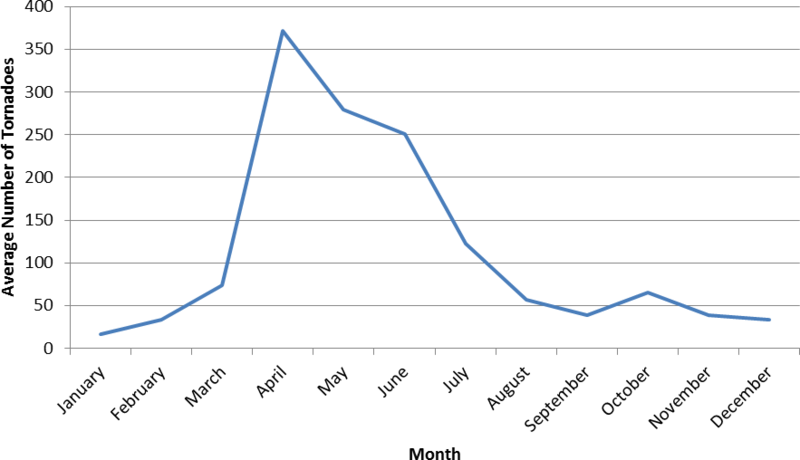 400
350
300
250
200
150
100
50
0
Average Number of Tornadoes
January
February
March
April
May
June
July
August
September
October
November
December
Month